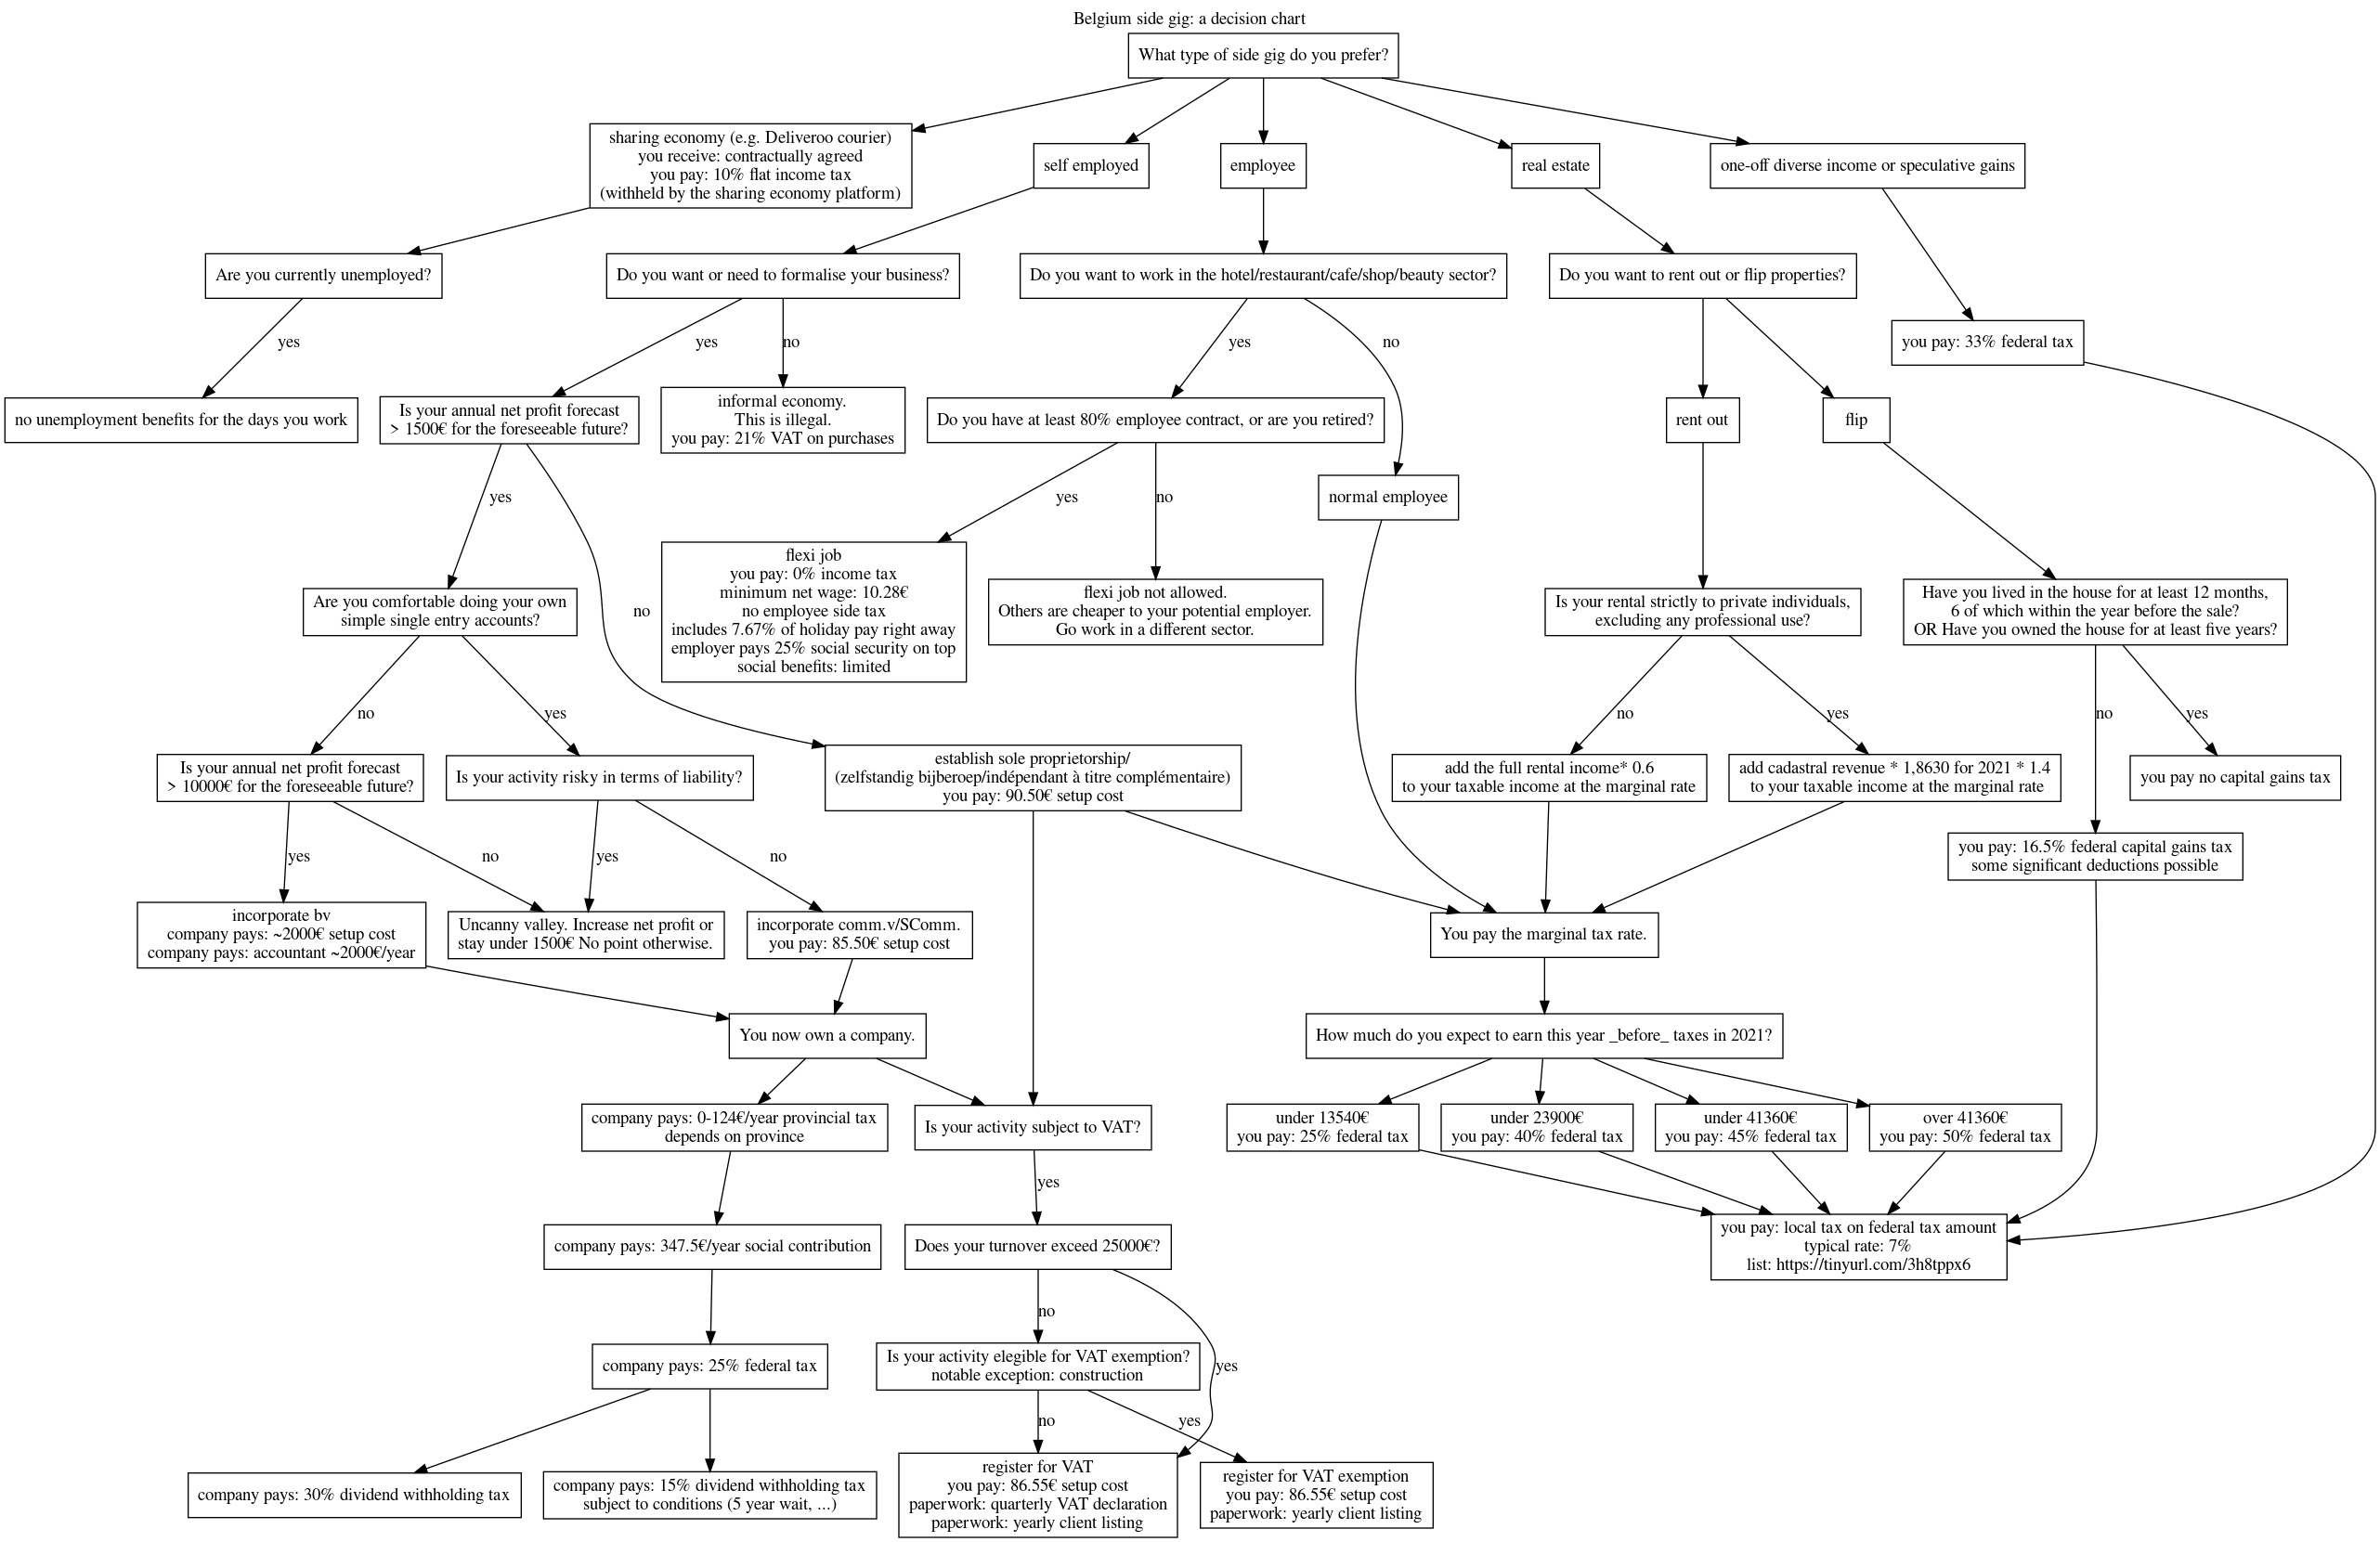 Belgium side gig: a decision chart
What type of side gig do you prefer?
sharing economy (e.g. Deliveroo courier)
you receive: contractually agreed
you pay: 10% flat income tax
(withheld by the sharing economy platform)
self employed
employee
real estate
one-off diverse income or speculative gains
Are you currently unemployed?
Do you want or need to formalise your business?
Do you want to work in the hotel/restaurant/cafe/shop/beauty sector?
Do you want to rent out or flip properties?
you pay: 33% federal tax
yes
yes
no
yes
no
no unemployment benefits for the days you work
Is your annual net profit forecast
> 1500€ for the foreseeable future?
informal economy.
This is illegal.
you pay: 21% VAT on purchases
Do you have at least 80% employee contract, or are you retired?
rent out
flip
normal employee
yes
yes
no
flexi job
you pay: 0% income tax
minimum net wage: 10.28€
no employee side tax
includes 7.67% of holiday pay right away
employer pays 25% social security on top
social benefits: limited
flexi job not allowed.
Others are cheaper to your potential employer.
Go work in a different sector.
Are you comfortable doing your own
simple single entry accounts?
no
Is your rental strictly to private individuals,
excluding any professional use?
Have you lived in the house for at least 12 months,
6 of which within the year before the sale?
OR Have you owned the house for at least five years?
no
yes
no
yes
no
yes
Is your annual net profit forecast
> 10000€ for the foreseeable future?
Is your activity risky in terms of liability?
establish sole proprietorship/
(zelfstandig bijberoep/indépendant à titre complémentaire)
you pay: 90.50€ setup cost
add the full rental income* 0.6
to your taxable income at the marginal rate
add cadastral revenue * 1,8630 for 2021 * 1.4
to your taxable income at the marginal rate
you pay no capital gains tax
yes
no
yes
no
you pay: 16.5% federal capital gains tax
some significant deductions possible
incorporate bv
company pays: ~2000€ setup cost
company pays: accountant ~2000€/year
Uncanny valley. Increase net profit or
stay under 1500€ No point otherwise.
incorporate comm.v/SComm.
you pay: 85.50€ setup cost
You pay the marginal tax rate.
You now own a company.
How much do you expect to earn this year _before_ taxes in 2021?
company pays: 0-124€/year provincial tax
depends on province
Is your activity subject to VAT?
under 13540€
you pay: 25% federal tax
under 23900€
you pay: 40% federal tax
under 41360€
you pay: 45% federal tax
over 41360€
you pay: 50% federal tax
yes
company pays: 347.5€/year social contribution
Does your turnover exceed 25000€?
you pay: local tax on federal tax amount
typical rate: 7%
list: https://tinyurl.com/3h8tppx6
no
yes
company pays: 25% federal tax
Is your activity elegible for VAT exemption?
notable exception: construction
no
yes
company pays: 30% dividend withholding tax
company pays: 15% dividend withholding tax
subject to conditions (5 year wait, ...)
register for VAT
you pay: 86.55€ setup cost
paperwork: quarterly VAT declaration
paperwork: yearly client listing
register for VAT exemption
you pay: 86.55€ setup cost
paperwork: yearly client listing